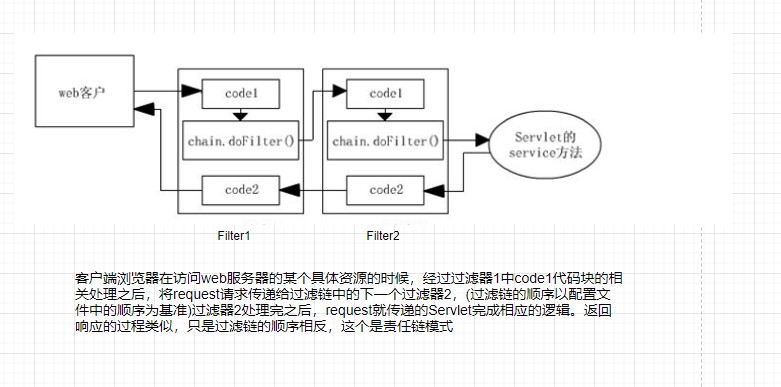 web客户
code1
chain.doFilter()
code2
code1
chain.doFilter()
code2
Servlet的
service方法
Filter1
Filter2
客户端浏览器在访问web服务器的某个具体资源的时候，经过过滤器1中code1代码块的相
关处理之后，将request请求传递给过滤链中的下一个过滤器2，(过滤链的顺序以配置文
件中的顺序为基准)过滤器2处理完之后，request就传递的Servlet完成相应的逻辑。返回
响应的过程类似，只是过滤链的顺序相反，这个是责任链模式